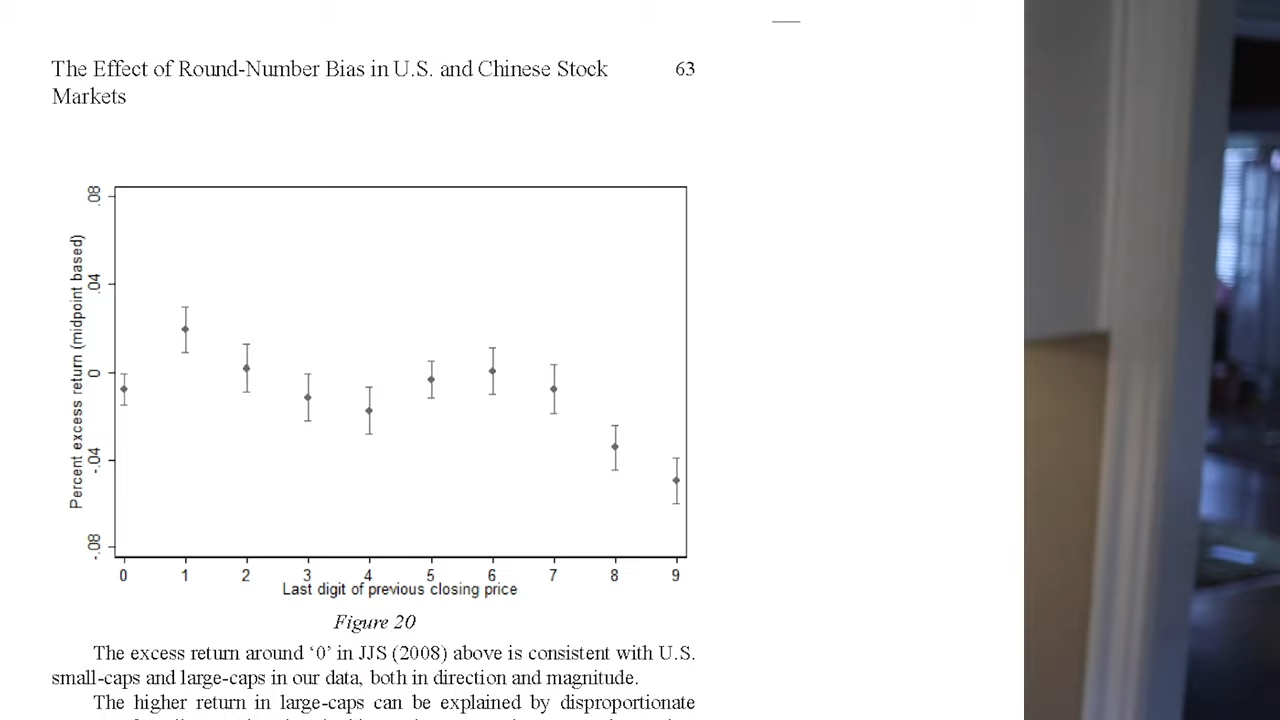 The Effect of Round-Number Bias in U.S. and Chinese Stock 63
Markets
Percent excess return (midpoint based)
.08
.04
0
-.04
-.08
0 1 2 3 4 5 6 7 8 9
Last digit of previous closing price
Figure 20
The excess return around ‘0’ in JJS (2008) above is consistent with U.S.
small-caps and large-caps in our data, both in direction and magnitude.
The higher return in large-caps can be explained by disproportionate